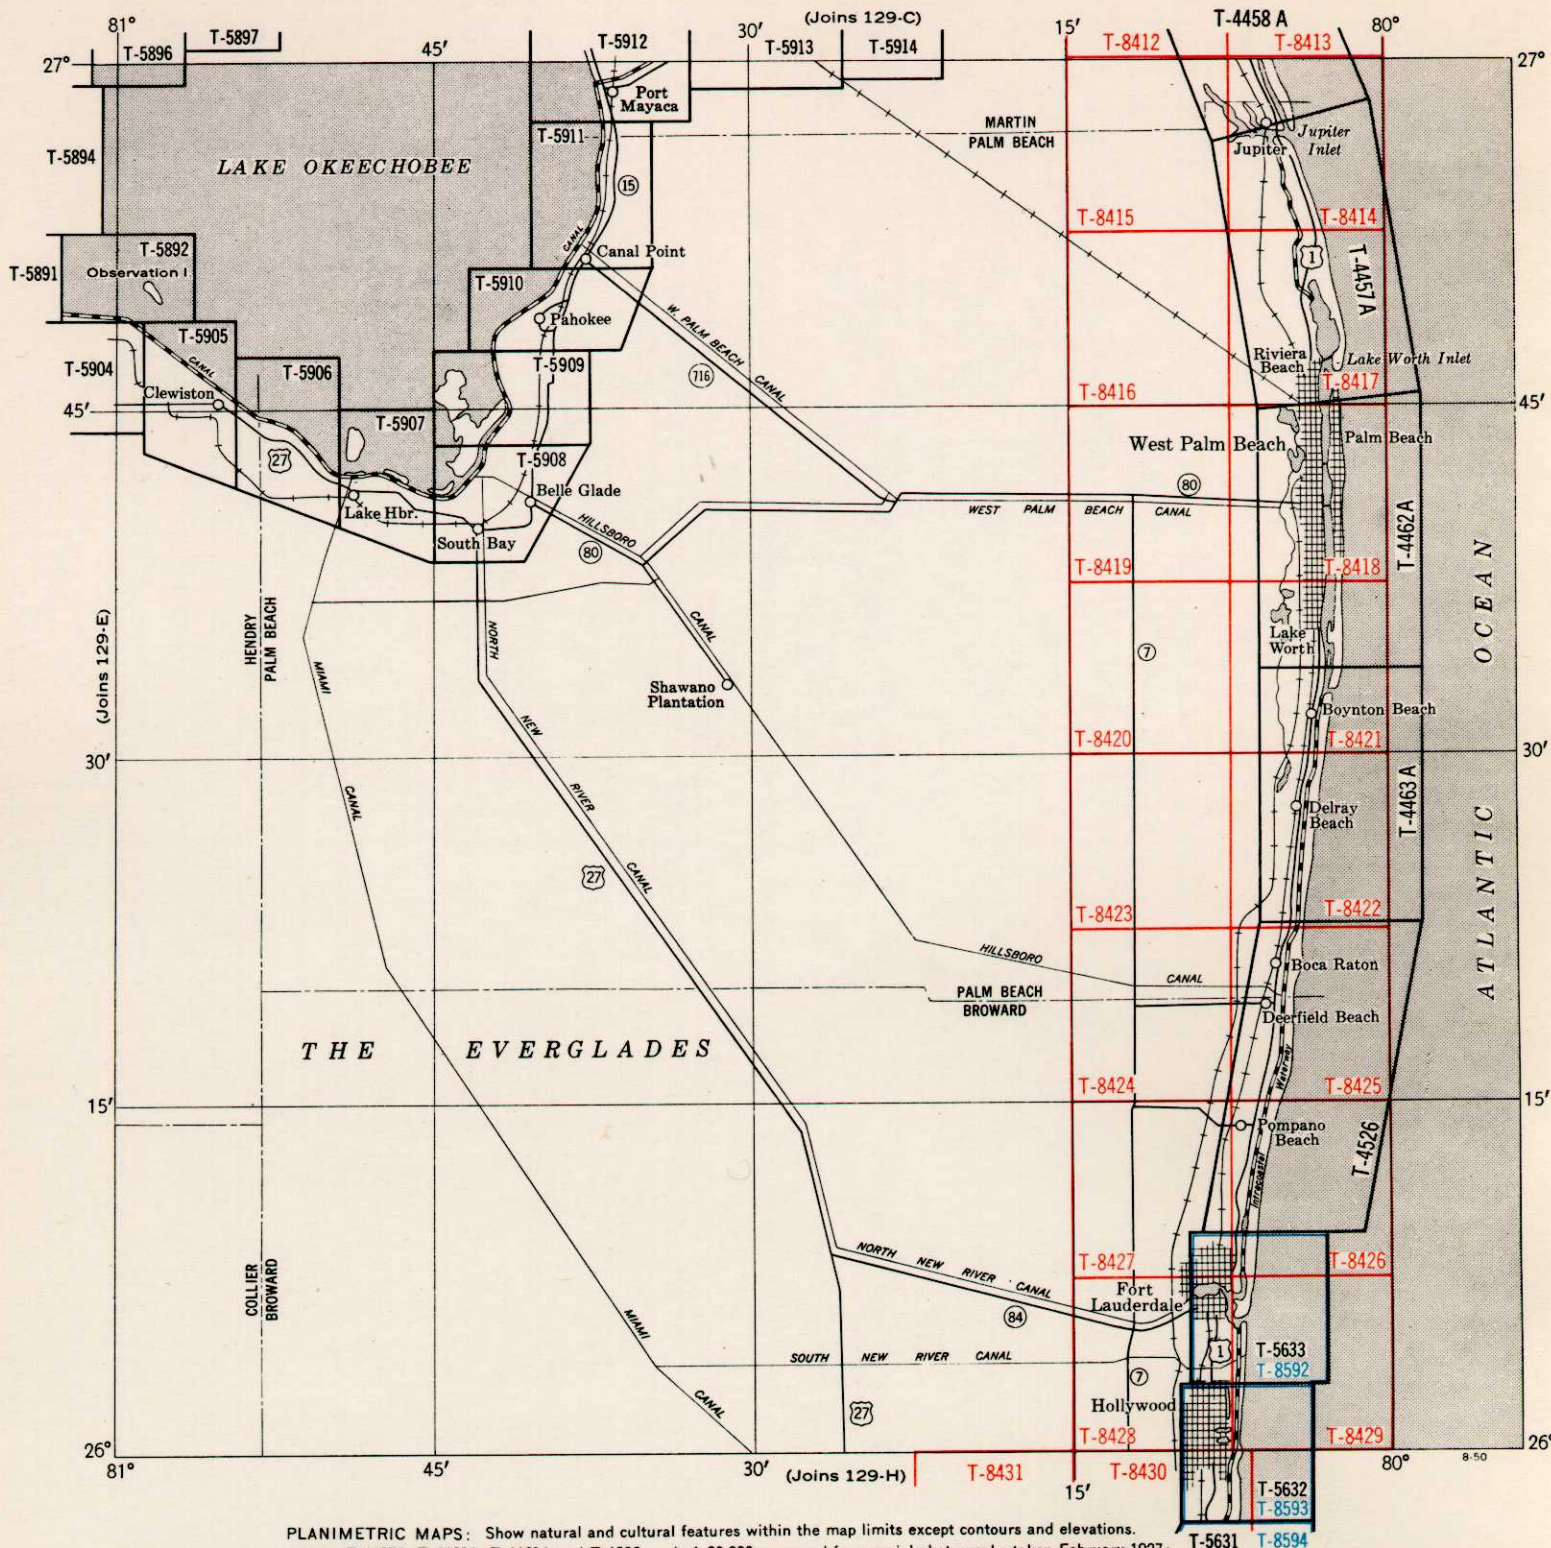 (Joins 129-C)
81°
T-5896
T-5897
45'
T-5912
30'
T-5913
T-5914
15'
T-8412
T-4458 A
T-8413
80°
27°
27°
Port
Mayaca
T-5911
MARTIN
PALM BEACH
Jupiter
Jupiter
Inlet
T-5894
LAKE OKEECHOBEE
15
T-8415
T-8414
T-5891
T-5892
Observation I.
CANAL
Canal Point
1
T-4457 A
T-5910
Pahokee
W. PALM BEACH
CANAL
716
T-5904
T-5905
CANAL
T-5906
T-5909
Riviera
Beach
Lake Worth Inlet
T-8416
T-8417
Clewiston
45'
45'
T-5907
West Palm Beach
Palm Beach
27
T-5908
Belle Glade
80
Lake Hbr.
South Bay
HILLSBORO
80
WEST PALM BEACH CANAL
T-4462 A
T-8419
T-8418
HENDRY
PALM BEACH
(Joins 129-E)
NORTH
CANAL
7
Lake
Worth
MIAMI
Shawano
Plantation
NEW
Boynton Beach
T-8420
T-8421
30'
30'
CANAL
RIVER
Delray
Beach
T-4463 A
27
CANAL
ATLANTIC OCEAN
T-8423
T-8422
HILLSBORO
CANAL
Boca Raton
PALM BEACH
BROWARD
Deerfield Beach
THE EVERGLADES
T-8424
T-8425
Waterway
15'
15'
Pompano
Beach
T-4526
Intracoastal
COLLIER
BROWARD
NORTH NEW RIVER CANAL
T-8427
T-8426
Fort
Lauderdale
84
MIAMI
SOUTH NEW RIVER CANAL
1
T-5633
T-8592
7
CANAL
27
Hollywood
T-8428
T-8429
26°
26°
8-50
81°
45'
30'
(Joins 129-H)
T-8431
T-8430
15'
80°
T-5632
T-8593
PLANIMETRIC MAPS: Show natural and cultural features within the map limits except contours and elevations.
T-5631
T-8594